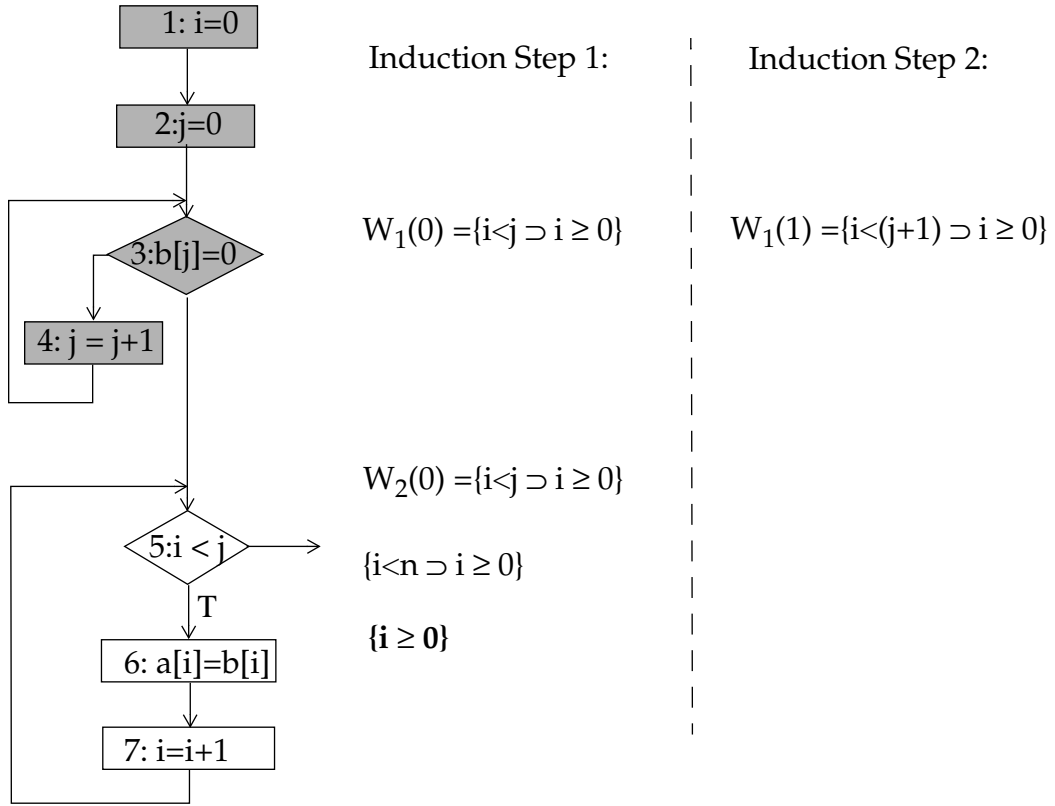 1: i=0
Induction Step 1:
Induction Step 2:
2:j=0
3:b[j]=0
W₁(0) ={i<j ⊃ i ≥ 0}
W₁(1) ={i<(j+1) ⊃ i ≥ 0}
4: j = j+1
W₂(0) ={i<j ⊃ i ≥ 0}
5:i < j
{i<n ⊃ i ≥ 0}
T
{i ≥ 0}
6: a[i]=b[i]
7: i=i+1